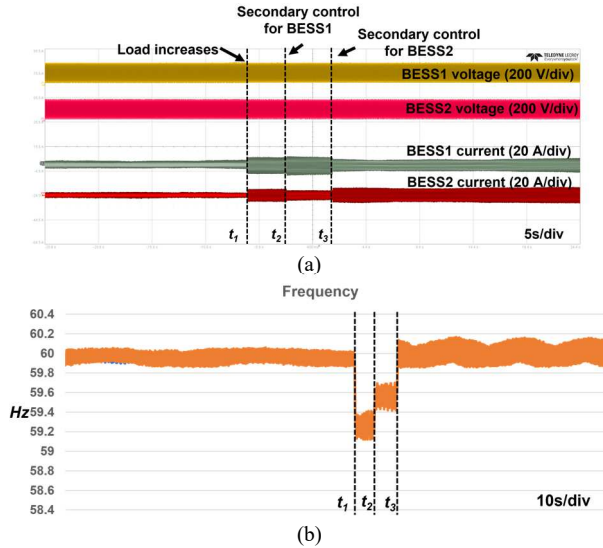 Secondary control
for BESS1
Secondary control
for BESS2
Load increases
TELEDYNE LECROY
BESS1 voltage (200 V/div)
BESS2 voltage (200 V/div)
BESS1 current (20 A/div)
BESS2 current (20 A/div)
t1 t2 t3 5s/div
(a)
Frequency
60.4
60.2
60
59.8
59.6
59.4
Hz
59.2
59
58.8
58.6
58.4
t1 t2 t3 10s/div
(b)